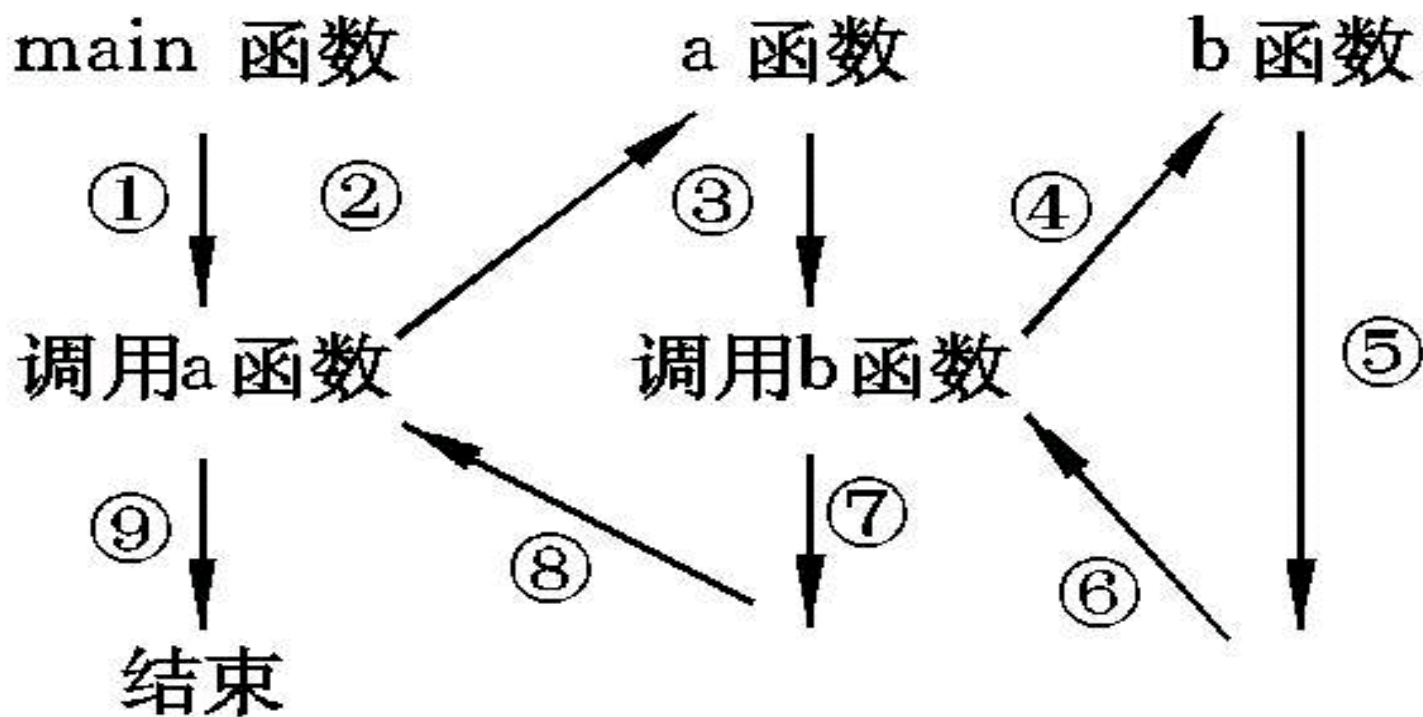 main 函数 a 函数 b 函数
① ② ③ ④
调用a函数 调用b函数 ⑤
⑨ ⑧ ⑦ ⑥
结束